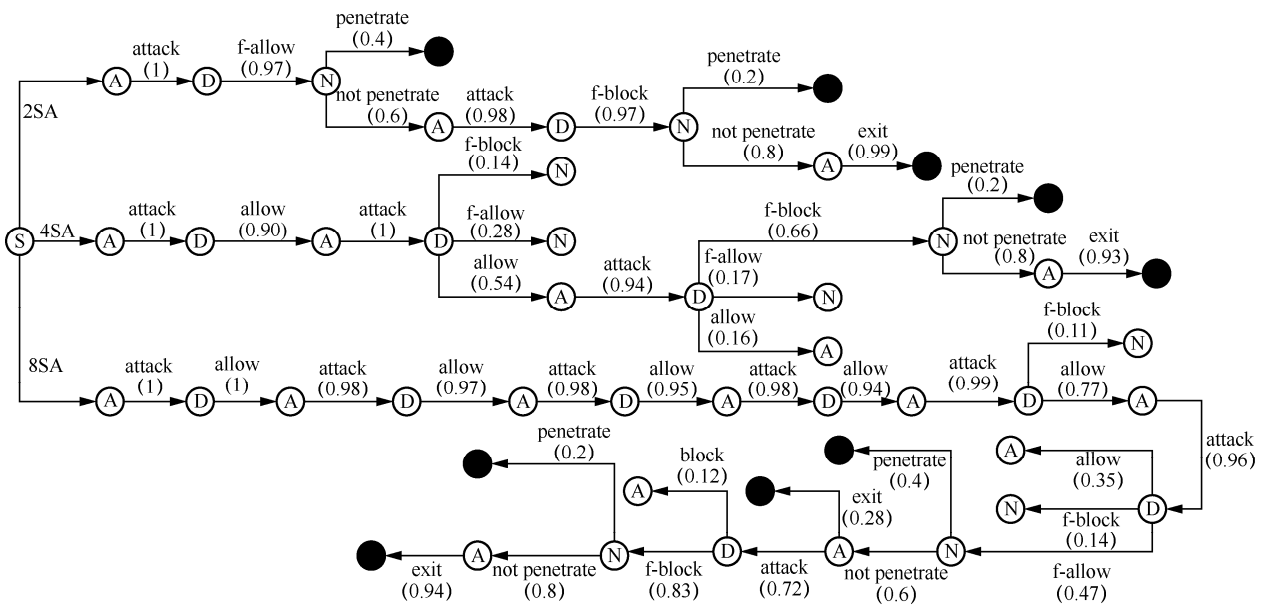 penetrate
(0.4)
attack
(1)
f-allow
(0.97)
A
D
N
2SA
not penetrate
(0.6)
attack
(0.98)
f-block
(0.97)
A
D
N
penetrate
(0.2)
not penetrate
(0.8)
exit
(0.99)
A
S
4SA
attack
(1)
allow
(0.90)
attack
(1)
A
D
A
D
f-block
(0.14)
N
f-allow
(0.28)
N
allow
(0.54)
A
attack
(0.94)
D
f-block
(0.66)
N
f-allow
(0.17)
N
allow
(0.16)
A
penetrate
(0.2)
not penetrate
(0.8)
exit
(0.93)
A
8SA
attack
(1)
allow
(1)
attack
(0.98)
allow
(0.97)
attack
(0.98)
allow
(0.95)
attack
(0.98)
allow
(0.94)
attack
(0.99)
A
D
A
D
A
D
A
D
A
D
f-block
(0.11)
N
allow
(0.77)
A
attack
(0.96)
D
allow
(0.35)
A
f-block
(0.14)
N
f-allow
(0.47)
N
penetrate
(0.4)
not penetrate
(0.6)
A
exit
(0.28)
attack
(0.72)
D
block
(0.12)
A
f-block
(0.83)
N
penetrate
(0.2)
not penetrate
(0.8)
A
exit
(0.94)